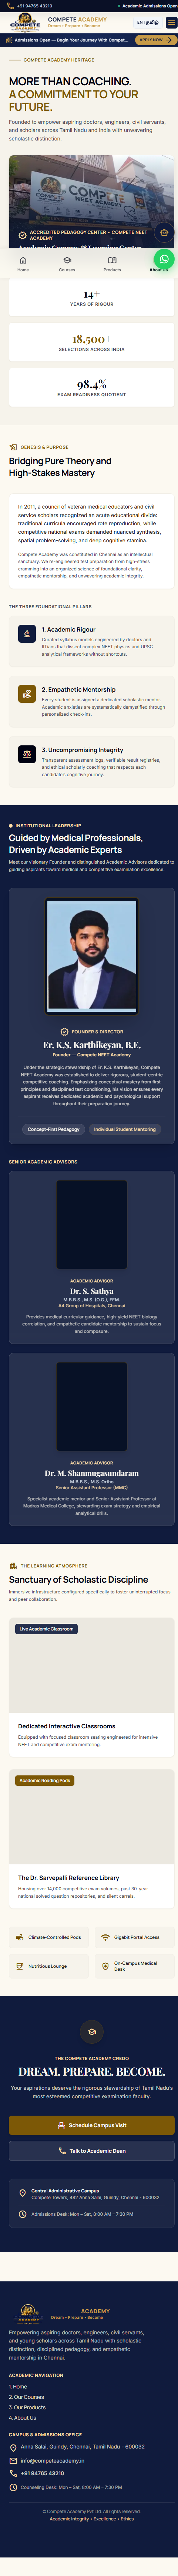 +91 94765 43210
Academic Admissions Open
COMPETE ACADEMY
Dream • Prepare • Become
EN | தமிழ்
Admissions Open — Begin Your Journey With Compet...
APPLY NOW
COMPETE ACADEMY HERITAGE
MORE THAN COACHING.
A COMMITMENT TO YOUR
FUTURE.
Founded to empower aspiring doctors, engineers, civil servants,
and scholars across Tamil Nadu and India with unwavering
scholastic discipline.
ACCREDITED PEDAGOGY CENTER • COMPETE NEET
ACADEMY
Home
Courses
Products
About Us
14+
YEARS OF RIGOUR
18,500+
SELECTIONS ACROSS INDIA
98.4%
EXAM READINESS QUOTIENT
GENESIS & PURPOSE
Bridging Pure Theory and
High-Stakes Mastery
In 2011, a council of veteran medical educators and civil
service scholars recognized an acute educational divide:
traditional curricula encouraged rote reproduction, while
competitive national exams demanded nuanced synthesis,
spatial problem-solving, and deep cognitive stamina.
Compete Academy was constituted in Chennai as an intellectual
sanctuary. We re-engineered test preparation from high-stress
cramming into an organized science of foundational clarity,
empathetic mentorship, and unwavering academic integrity.
THE THREE FOUNDATIONAL PILLARS
1. Academic Rigour
Curated syllabus models engineered by doctors and
IITians that dissect complex NEET physics and UPSC
analytical frameworks without shortcuts.
2. Empathetic Mentorship
Every student is assigned a dedicated scholastic mentor.
Academic anxieties are systemically demystified through
personalized check-ins.
3. Uncompromising Integrity
Transparent assessment logs, verifiable result registries,
and ethical scholarly coaching that respects each
candidate's cognitive journey.
INSTITUTIONAL LEADERSHIP
Guided by Medical Professionals,
Driven by Academic Experts
Meet our visionary Founder and distinguished Academic Advisors dedicated to
guiding aspirants toward medical and competitive examination excellence.
FOUNDER & DIRECTOR
Er. K.S. Karthikeyan, B.E.
Founder — Compete NEET Academy
Under the strategic stewardship of Er. K.S. Karthikeyan, Compete
NEET Academy was established to deliver rigorous, student-centric
competitive coaching. Emphasizing conceptual mastery from first
principles and disciplined test conditioning, his vision ensures every
aspirant receives dedicated academic and psychological support
throughout their preparation journey.
Concept-First Pedagogy
Individual Student Mentoring
SENIOR ACADEMIC ADVISORS
ACADEMIC ADVISOR
Dr. S. Sathya
M.B.B.S., M.S. (O.G.), FFM.
A4 Group of Hospitals, Chennai
Provides medical curricular guidance, high-yield NEET biology
correlation, and empathetic candidate mentorship to sustain focus
and composure.
ACADEMIC ADVISOR
Dr. M. Shanmugasundaram
M.B.B.S., M.S. Ortho
Senior Assistant Professor (MMC)
Specialist academic mentor and Senior Assistant Professor at
Madras Medical College, stewarding exam strategy and empirical
analytical drills.
THE LEARNING ATMOSPHERE
Sanctuary of Scholastic Discipline
Immersive infrastructure configured specifically to foster uninterrupted focus
and peer collaboration.
Live Academic Classroom
Dedicated Interactive Classrooms
Equipped with focused classroom seating engineered for intensive
NEET and competitive exam mentoring.
Academic Reading Pods
The Dr. Sarvepalli Reference Library
Housing over 14,000 competitive exam volumes, past 30-year
national solved question repositories, and silent carrels.
Climate-Controlled Pods
Gigabit Portal Access
Nutritious Lounge
On-Campus Medical
Desk
THE COMPETE ACADEMY CREDO
DREAM. PREPARE. BECOME.
Your aspirations deserve the rigorous stewardship of Tamil Nadu's
most esteemed competitive examination faculty.
Schedule Campus Visit
Talk to Academic Dean
Central Administrative Campus
Compete Towers, 482 Anna Salai, Guindy, Chennai - 600032
Admissions Desk: Mon – Sat, 8:00 AM – 7:30 PM
ACADEMY
Dream • Prepare • Become
Empowering aspiring doctors, engineers, civil servants,
and young scholars across Tamil Nadu with scholastic
distinction, disciplined pedagogy, and empathetic
mentorship in Chennai.
ACADEMIC NAVIGATION
1. Home
2. Our Courses
3. Our Products
4. About Us
CAMPUS & ADMISSIONS OFFICE
Anna Salai, Guindy, Chennai, Tamil Nadu - 600032
info@competeacademy.in
+91 94765 43210
Counseling Desk: Mon – Sat, 8:00 AM – 7:30 PM
© Compete Academy Pvt Ltd. All rights reserved.
Academic Integrity • Excellence • Ethics